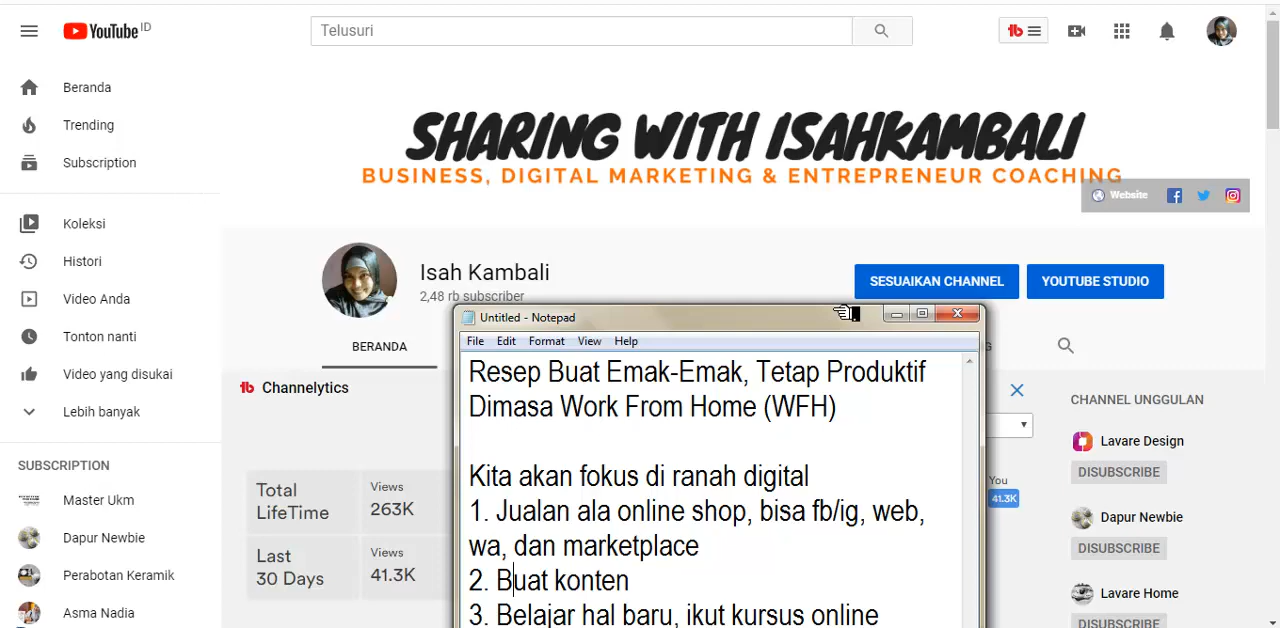 YouTube ID
Telusuri
Beranda
Trending
Subscription
Koleksi
Histori
Video Anda
Tonton nanti
Video yang disukai
Lebih banyak
SUBSCRIPTION
Master Ukm
Dapur Newbie
Perabotan Keramik
Asma Nadia
SHARING WITH ISAHKAMBALI
BUSINESS, DIGITAL MARKETING & ENTREPRENEUR COACHING
Website
Isah Kambali
2,48 rb subscriber
SESUAIKAN CHANNEL
YOUTUBE STUDIO
BERANDA
Channelytics
Total LifeTime
Views
263K
Last 30 Days
Views
41.3K
Untitled - Notepad
File Edit Format View Help
Resep Buat Emak-Emak, Tetap Produktif
Dimasa Work From Home (WFH)
Kita akan fokus di ranah digital
1. Jualan ala online shop, bisa fb/ig, web,
wa, dan marketplace
2. Buat konten
3. Belajar hal baru, ikut kursus online
You
41.3K
CHANNEL UNGGULAN
Lavare Design
DISUBSCRIBE
Dapur Newbie
DISUBSCRIBE
Lavare Home
DISUBSCRIBE